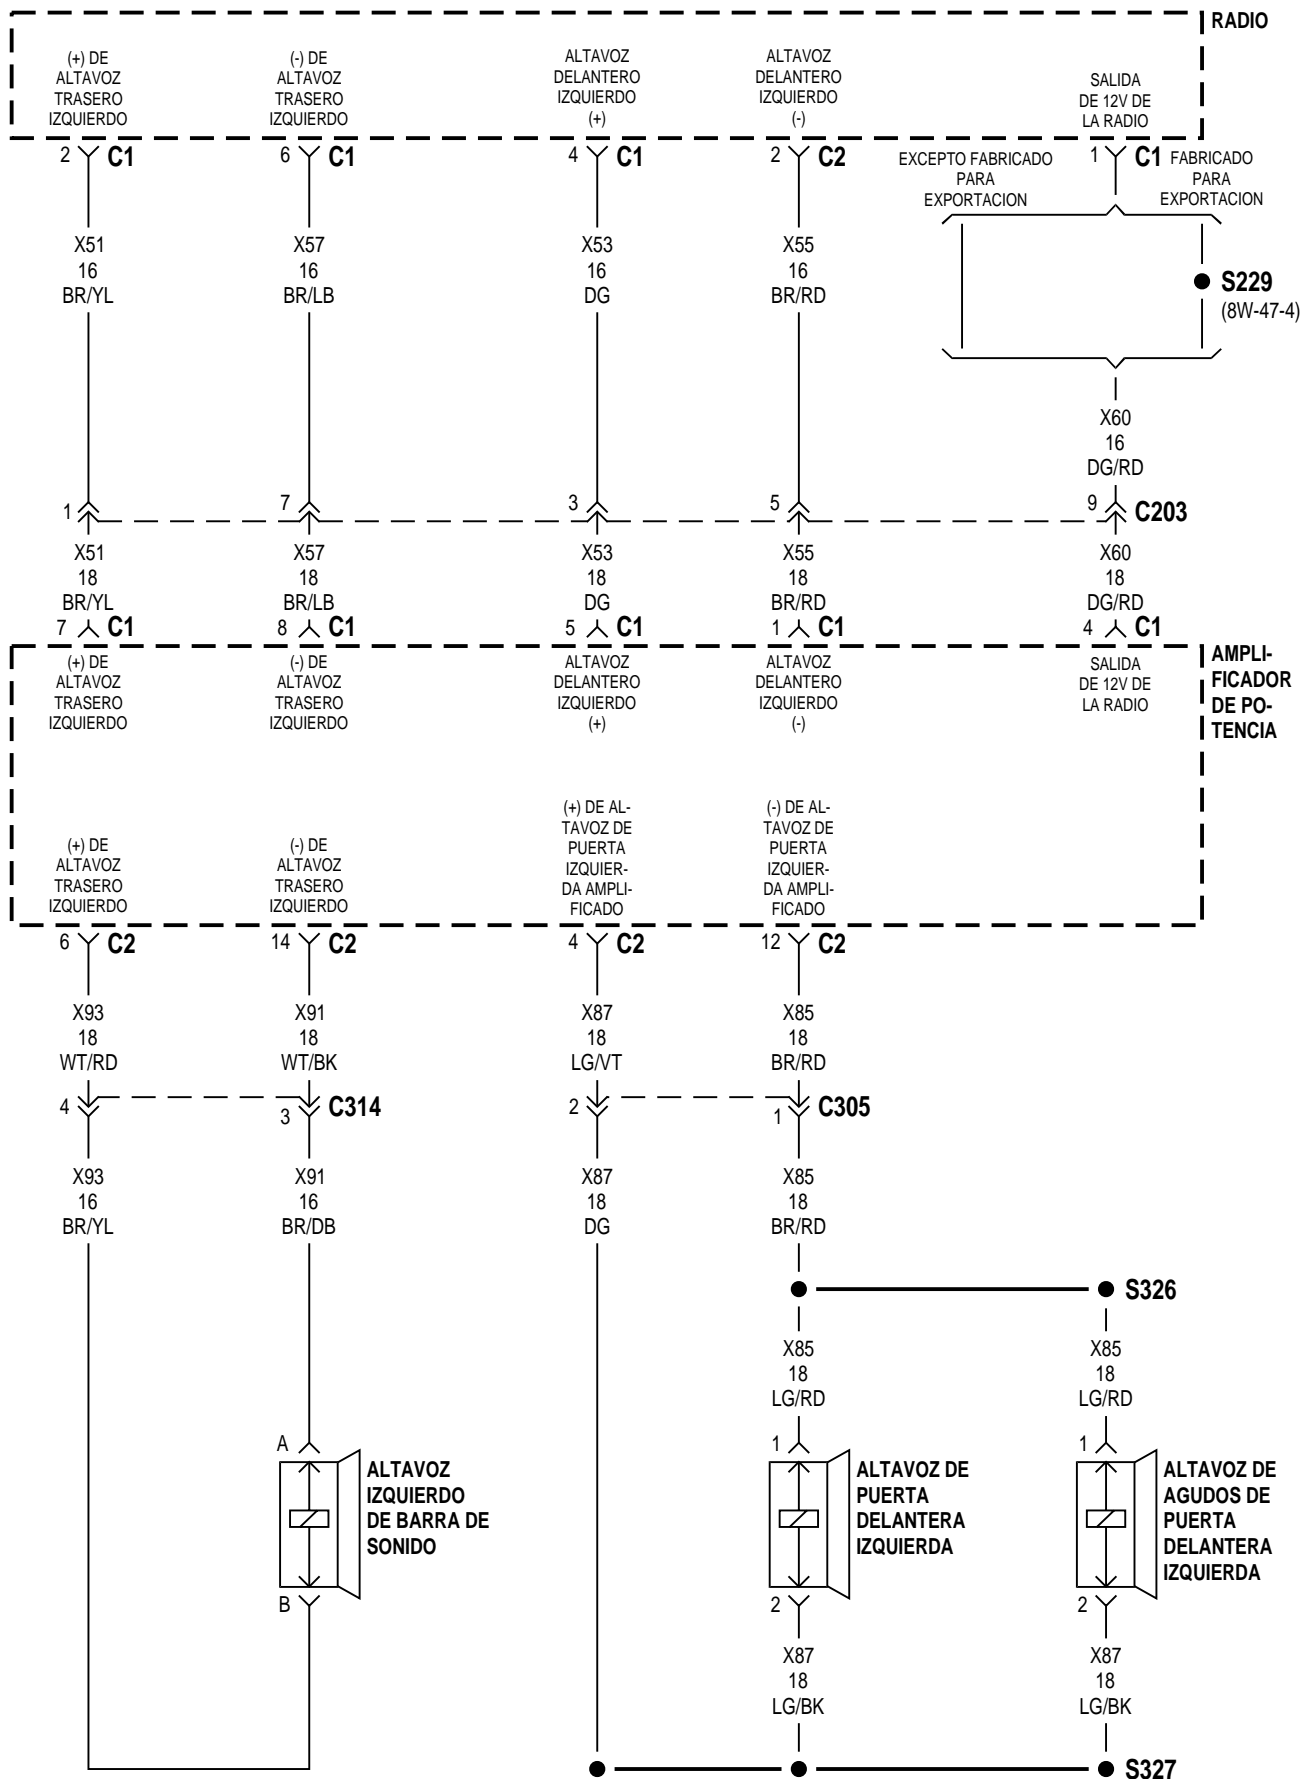 RADIO
(+) DE
ALTAVOZ
TRASERO
IZQUIERDO
(-) DE
ALTAVOZ
TRASERO
IZQUIERDO
ALTAVOZ
DELANTERO
IZQUIERDO
(+)
ALTAVOZ
DELANTERO
IZQUIERDO
(-)
SALIDA
DE 12V DE
LA RADIO
2 C1
6 C1
4 C1
2 C2
1 C1
EXCEPTO FABRICADO
PARA
EXPORTACION
FABRICADO
PARA
EXPORTACION
X51
16
BR/YL
X57
16
BR/LB
X53
16
DG
X55
16
BR/RD
S229
(8W-47-4)
X60
16
DG/RD
1
7
3
5
9
C203
X51
18
BR/YL
X57
18
BR/LB
X53
18
DG
X55
18
BR/RD
X60
18
DG/RD
7 C1
8 C1
5 C1
1 C1
4 C1
(+) DE
ALTAVOZ
TRASERO
IZQUIERDO
(-) DE
ALTAVOZ
TRASERO
IZQUIERDO
ALTAVOZ
DELANTERO
IZQUIERDO
(+)
ALTAVOZ
DELANTERO
IZQUIERDO
(-)
SALIDA
DE 12V DE
LA RADIO
AMPLI-
FICADOR
DE PO-
TENCIA
(+) DE
ALTAVOZ
TRASERO
IZQUIERDO
(-) DE
ALTAVOZ
TRASERO
IZQUIERDO
(+) DE AL-
TAVOZ DE
PUERTA
IZQUIER-
DA AMPLI-
FICADO
(-) DE AL-
TAVOZ DE
PUERTA
IZQUIER-
DA AMPLI-
FICADO
6 C2
14 C2
4 C2
12 C2
X93
18
WT/RD
X91
18
WT/BK
X87
18
LG/VT
X85
18
BR/RD
4
3
C314
2
1
C305
X93
16
BR/YL
X91
16
BR/DB
X87
18
DG
X85
18
BR/RD
S326
X85
18
LG/RD
X85
18
LG/RD
A
1
1
ALTAVOZ
IZQUIERDO
DE BARRA DE
SONIDO
ALTAVOZ DE
PUERTA
DELANTERA
IZQUIERDA
ALTAVOZ DE
AGUDOS DE
PUERTA
DELANTERA
IZQUIERDA
B
2
2
X87
18
LG/BK
X87
18
LG/BK
S327